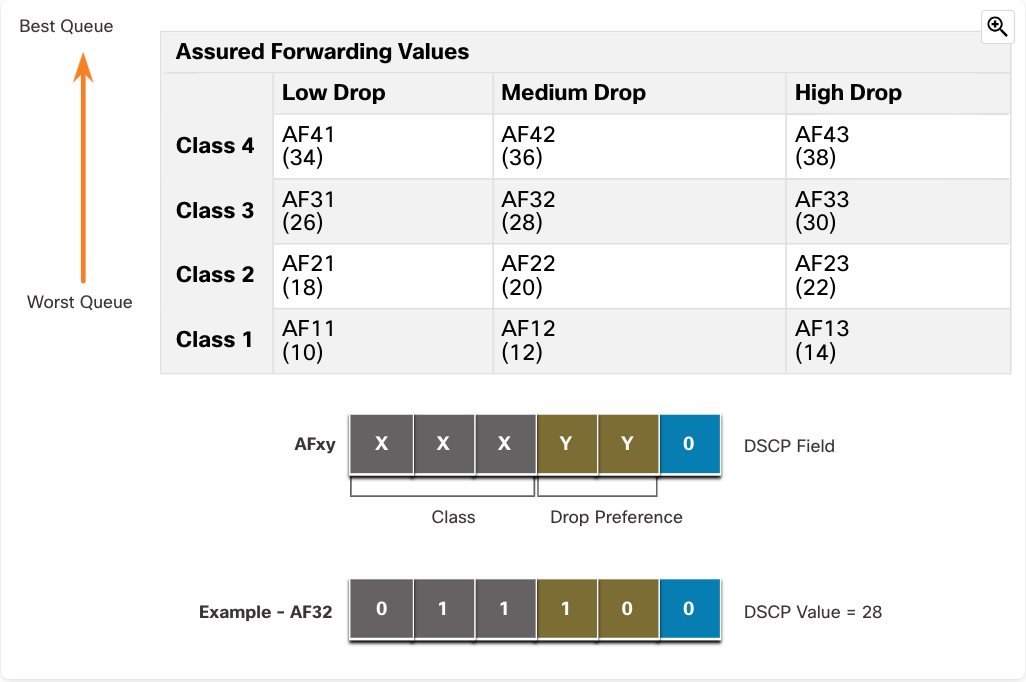 Best Queue
Assured Forwarding Values
Low Drop Medium Drop High Drop
Class 4
AF41 AF42 AF43
(34) (36) (38)
Class 3
AF31 AF32 AF33
(26) (28) (30)
Class 2
AF21 AF22 AF23
(18) (20) (22)
Worst Queue
Class 1
AF11 AF12 AF13
(10) (12) (14)
AFxy X X X Y Y 0 DSCP Field
Class Drop Preference
Example - AF32 0 1 1 1 0 0 DSCP Value = 28